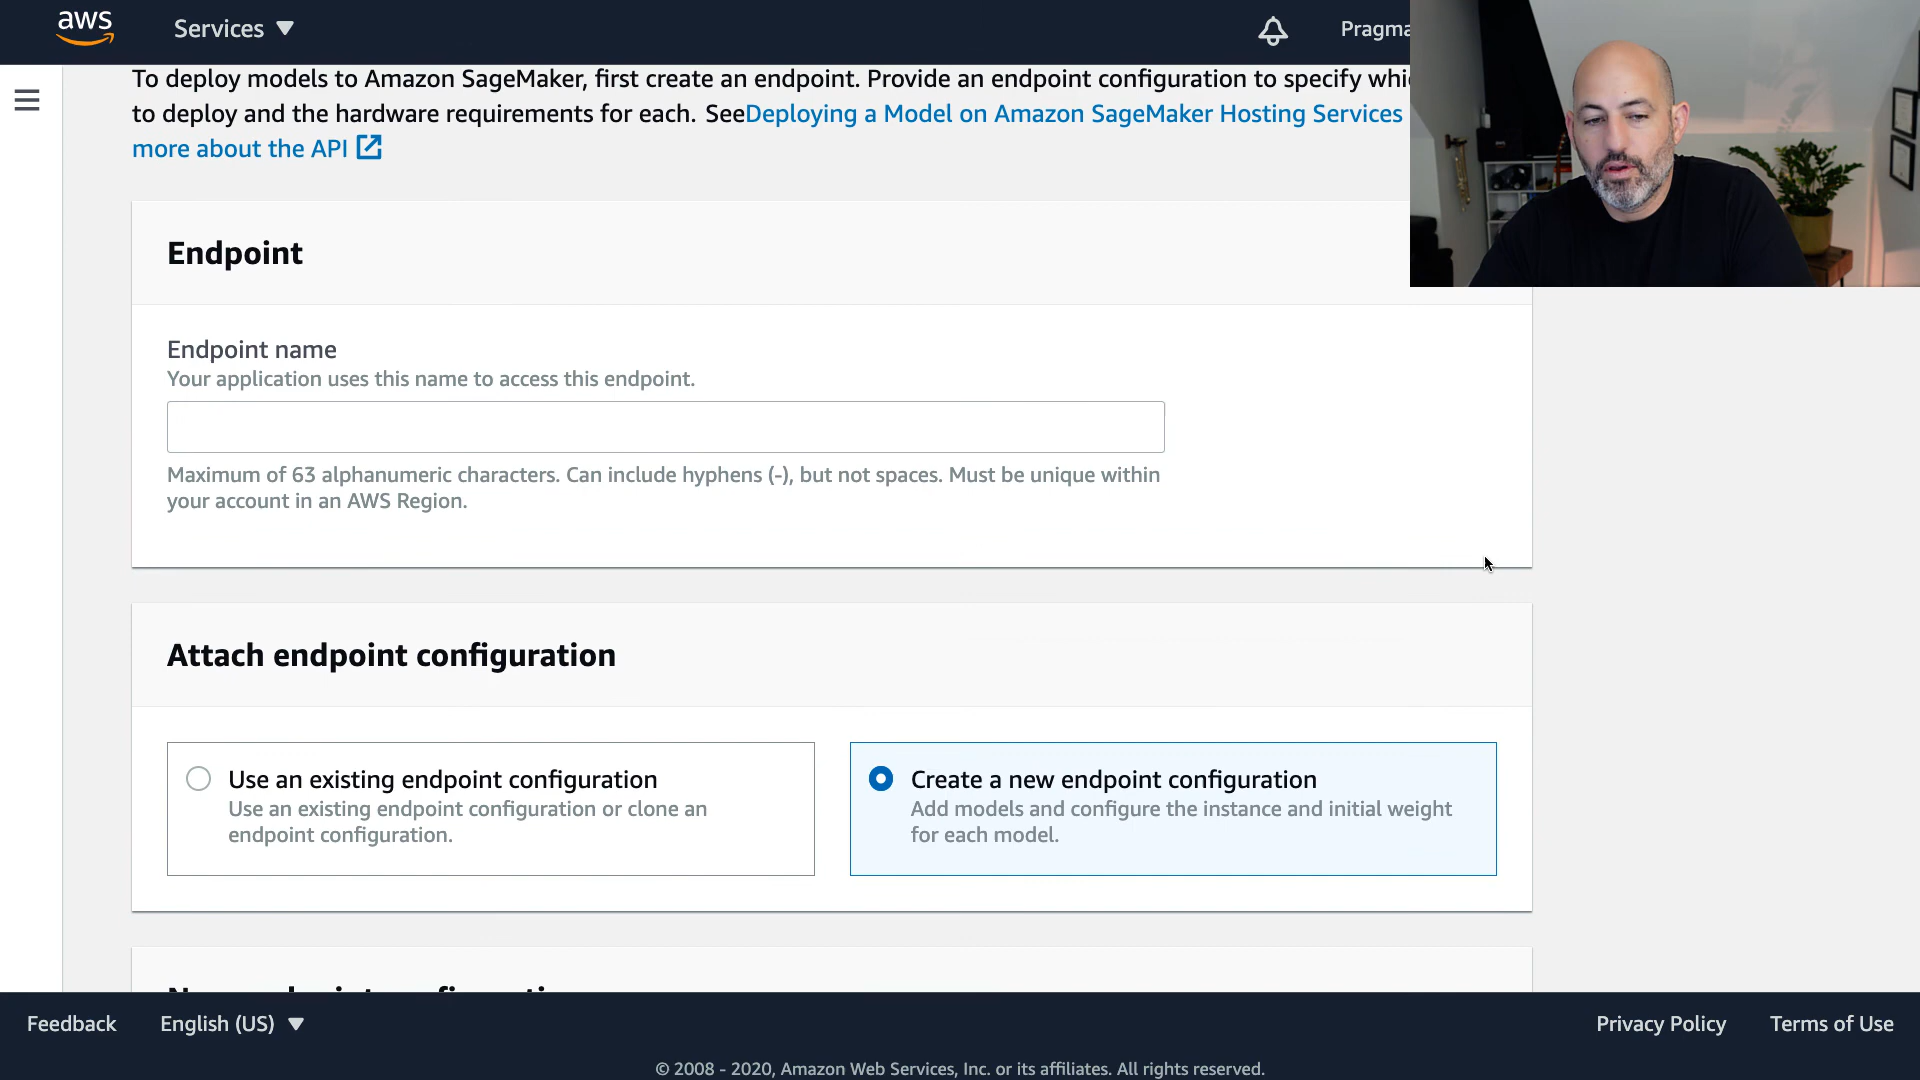 aws
Services
Pragma
To deploy models to Amazon SageMaker, first create an endpoint. Provide an endpoint configuration to specify
to deploy and the hardware requirements for each. SeeDeploying a Model on Amazon SageMaker Hosting Services
more about the API
Endpoint
Endpoint name
Your application uses this name to access this endpoint.
Maximum of 63 alphanumeric characters. Can include hyphens (-), but not spaces. Must be unique within
your account in an AWS Region.
Attach endpoint configuration
Use an existing endpoint configuration
Use an existing endpoint configuration or clone an
endpoint configuration.
Create a new endpoint configuration
Add models and configure the instance and initial weight
for each model.
Feedback
English (US)
Privacy Policy
Terms of Use
© 2008 - 2020, Amazon Web Services, Inc. or its affiliates. All rights reserved.